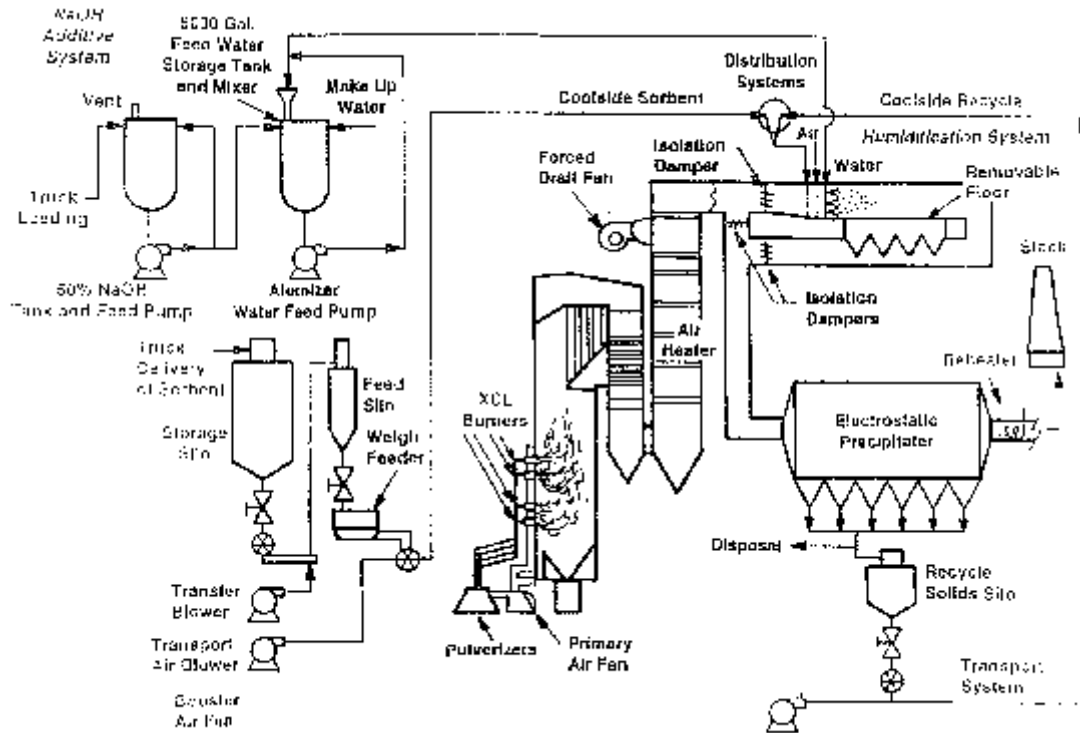 NaOH
Additive
System
Gal.
Feed Water
Storage Tank
and Mixer
Vent
Make Up
Water
Truck
Loading
NaOH
Tank and Feed Pump
Atomizer
Water Feed Pump
Distribution
Systems
Coolside Sorbent
Coolside Recycle
Humidification System
Air
Water
Isolation
Damper
Removable
Floor
Forced
Draft Fan
Isolation
Dampers
Stack
Air
Heater
Reheater
Electrostatic
Precipitator
Truck
Delivery
of Sorbent
Storage
Silo
Feed
Silo
Weigh
Feeder
XCL
Burners
Transfer
Blower
Transport
Air Blower
Booster
Air Fan
Pulverizers
Primary
Air Fan
Disposal
Recycle
Solids Silo
Transport
System